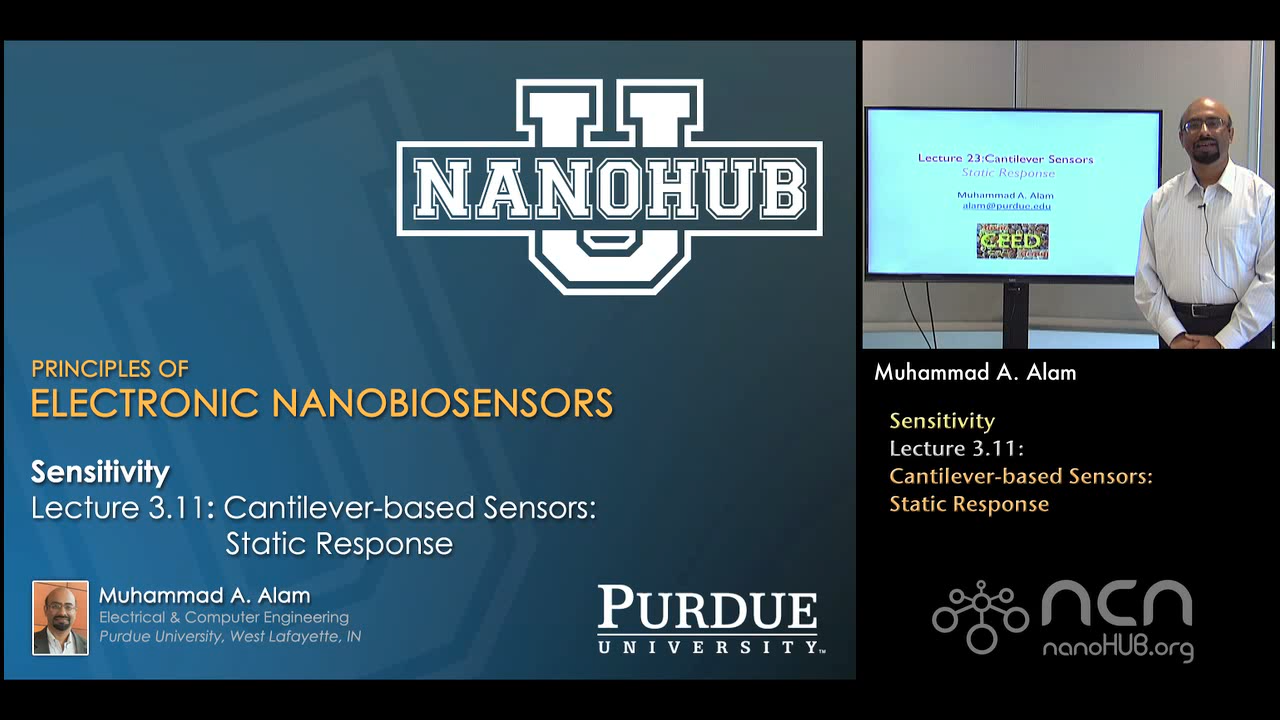 NANOHUB
U
PRINCIPLES OF
ELECTRONIC NANOBIOSENSORS
Sensitivity
Lecture 3.11: Cantilever-based Sensors:
Static Response
Muhammad A. Alam
Electrical & Computer Engineering
Purdue University, West Lafayette, IN
PURDUE
UNIVERSITY™
Lecture 23:Cantilever Sensors
Static Response
Muhammad A. Alam
alam@purdue.edu
CEED
Muhammad A. Alam
Sensitivity
Lecture 3.11:
Cantilever-based Sensors:
Static Response
ncn
nanoHUB.org